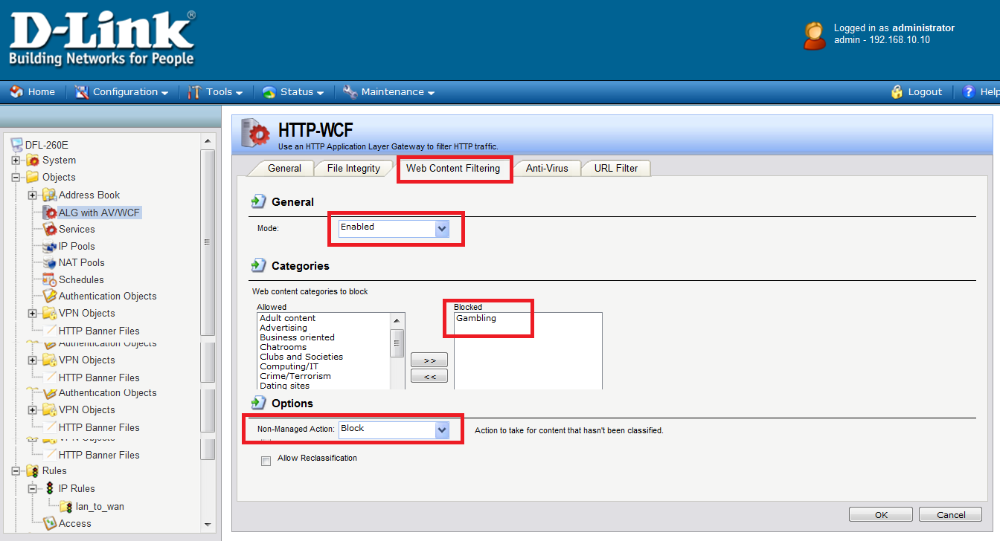 D-Link®
Building Networks for People
Logged in as administrator
admin - 192.168.10.10
Home Configuration Tools Status Maintenance Logout Help
DFL-260E
System
Objects
Address Book
ALG with AV/WCF
Services
IP Pools
NAT Pools
Schedules
Authentication Objects
VPN Objects
HTTP Banner Files
Authentication Objects
VPN Objects
HTTP Banner Files
Authentication Objects
VPN Objects
HTTP Banner Files
VPN Objects
HTTP Banner Files
Rules
IP Rules
lan_to_wan
Access
HTTP-WCF
Use an HTTP Application Layer Gateway to filter HTTP traffic.
General File Integrity Web Content Filtering Anti-Virus URL Filter
General
Mode: Enabled
Categories
Web content categories to block
Allowed Blocked
Adult content Gambling
Advertising
Business oriented
Chatrooms
Clubs and Societies
Computing/IT
Crime/Terrorism
Dating sites
>>
<<
Options
Non-Managed Action: Block Action to take for content that hasn't been classified.
Allow Reclassification
OK Cancel